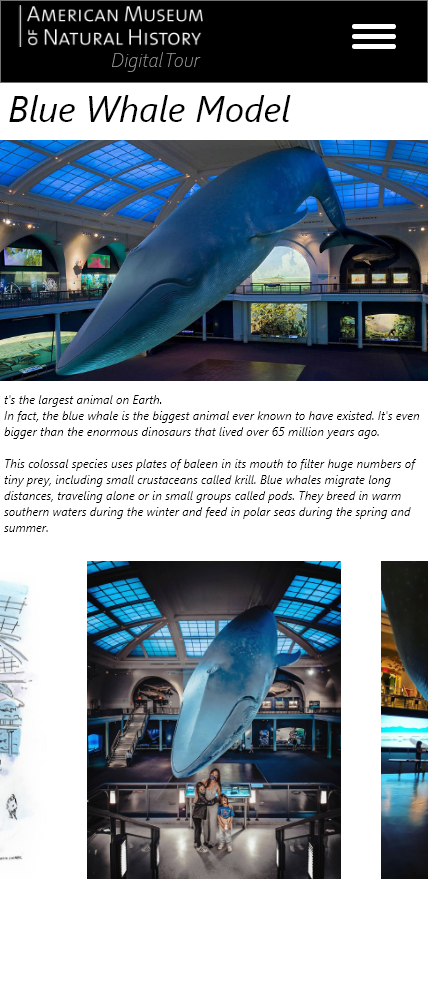 American Museum
of Natural History
Digital Tour
Blue Whale Model
t's the largest animal on Earth.
In fact, the blue whale is the biggest animal ever known to have existed. It's even
bigger than the enormous dinosaurs that lived over 65 million years ago.
This colossal species uses plates of baleen in its mouth to filter huge numbers of
tiny prey, including small crustaceans called krill. Blue whales migrate long
distances, traveling alone or in small groups called pods. They breed in warm
southern waters during the winter and feed in polar seas during the spring and
summer.